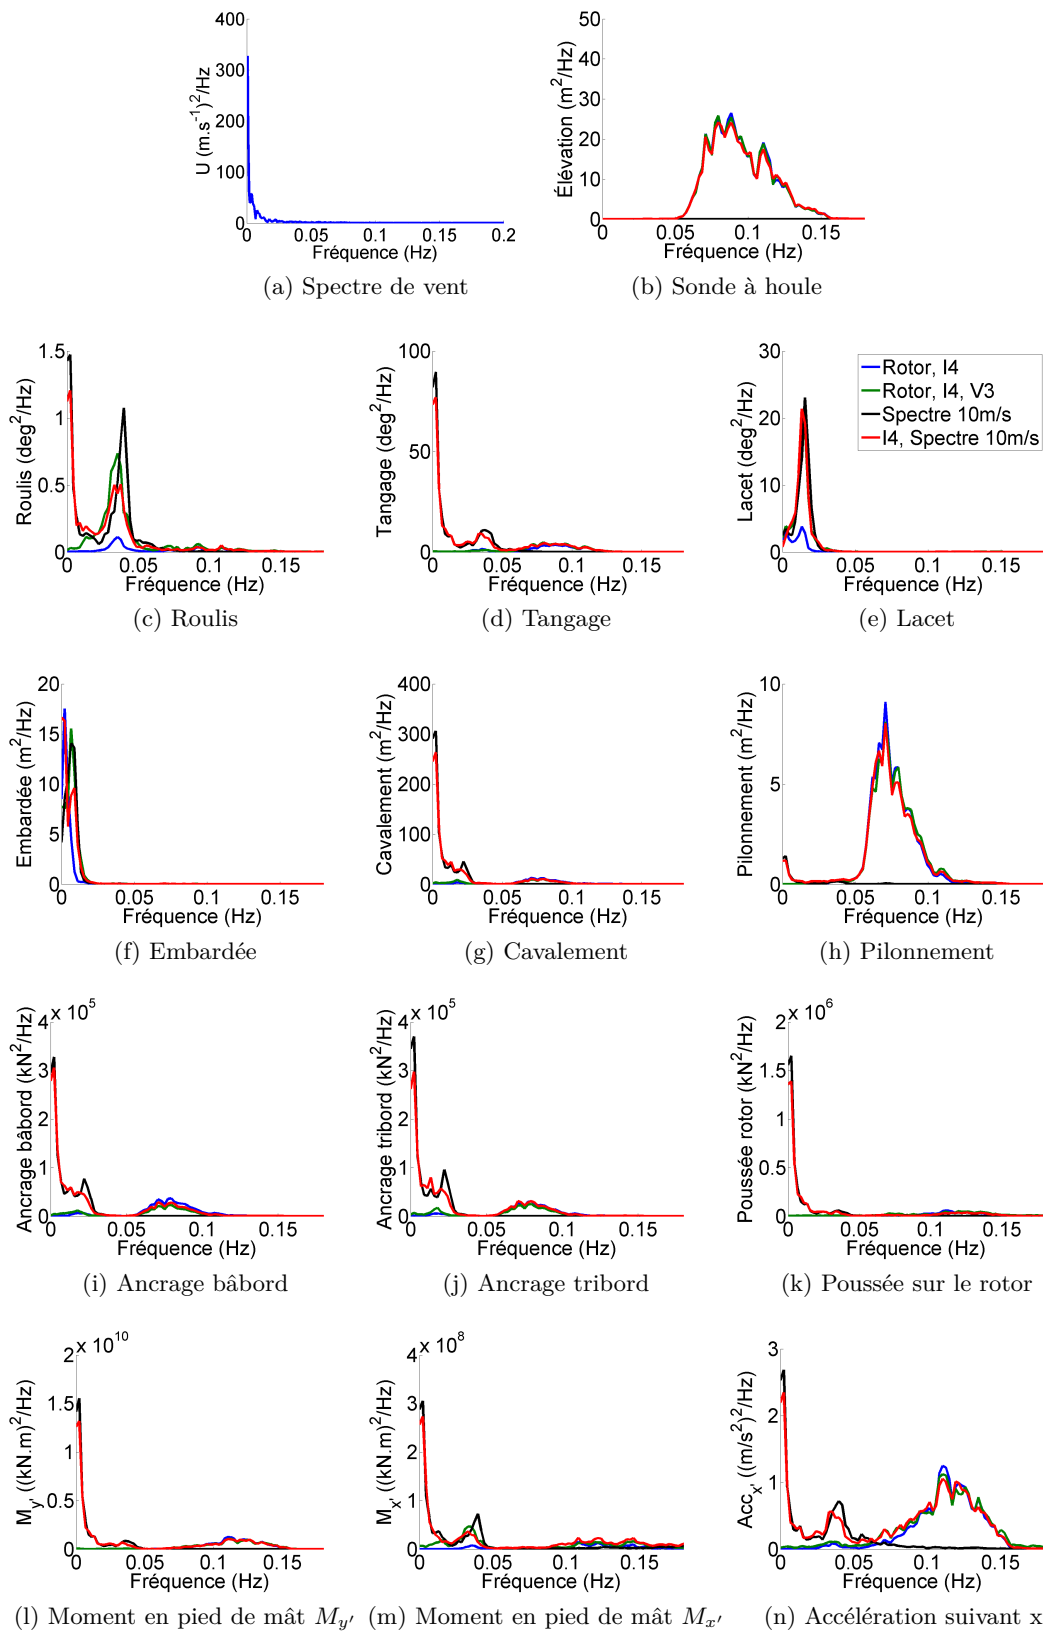 400
300
200
100
0
U (m.s⁻¹)²/Hz
0 0.05 0.1 0.15 0.2
Fréquence (Hz)
(a) Spectre de vent
50
40
30
20
10
0
Élévation (m²/Hz)
0 0.05 0.1 0.15
Fréquence (Hz)
(b) Sonde à houle
1.5
1
0.5
0
Roulis (deg²/Hz)
0 0.05 0.1 0.15
Fréquence (Hz)
(c) Roulis
100
50
0
Tangage (deg²/Hz)
0 0.05 0.1 0.15
Fréquence (Hz)
(d) Tangage
30
20
10
0
Lacet (deg²/Hz)
Rotor, I4
Rotor, I4, V3
Spectre 10m/s
I4, Spectre 10m/s
0 0.05 0.1 0.15
Fréquence (Hz)
(e) Lacet
20
15
10
5
0
Embardée (m²/Hz)
0 0.05 0.1 0.15
Fréquence (Hz)
(f) Embardée
400
300
200
100
0
Cavalement (m²/Hz)
0 0.05 0.1 0.15
Fréquence (Hz)
(g) Cavalement
10
5
0
Pilonnement (m²/Hz)
0 0.05 0.1 0.15
Fréquence (Hz)
(h) Pilonnement
x 10⁵
4
3
2
1
0
Ancrage bâbord (kN²/Hz)
0 0.05 0.1 0.15
Fréquence (Hz)
(i) Ancrage bâbord
x 10⁵
4
3
2
1
0
Ancrage tribord (kN²/Hz)
0 0.05 0.1 0.15
Fréquence (Hz)
(j) Ancrage tribord
x 10⁶
2
1.5
1
0.5
0
Poussée rotor (kN²/Hz)
0 0.05 0.1 0.15
Fréquence (Hz)
(k) Poussée sur le rotor
x 10¹⁰
2
1.5
1
0.5
0
M_y' ((kN.m)²/Hz)
0 0.05 0.1 0.15
Fréquence (Hz)
(l) Moment en pied de mât M_y′
x 10⁸
4
3
2
1
0
M_x' ((kN.m)²/Hz)
0 0.05 0.1 0.15
Fréquence (Hz)
(m) Moment en pied de mât M_x′
3
2
1
0
Acc_x' ((m/s²)²/Hz)
0 0.05 0.1 0.15
Fréquence (Hz)
(n) Accélération suivant x